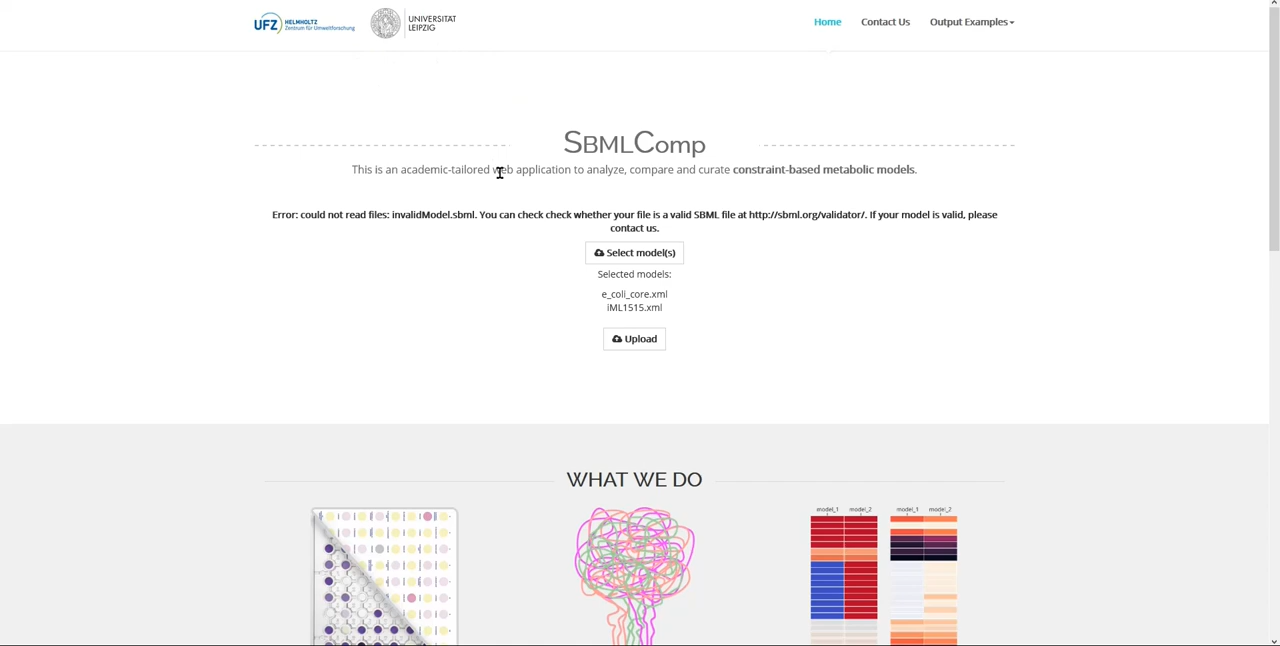 UFZ HELMHOLTZ
Zentrum für Umweltforschung
UNIVERSITÄT
LEIPZIG
Home Contact Us Output Examples
SBMLComp
This is an academic-tailored web application to analyze, compare and curate constraint-based metabolic models.
Error: could not read files: invalidModel.sbml. You can check check whether your file is a valid SBML file at http://sbml.org/validator/. If your model is valid, please
contact us.
Select model(s)
Selected models:
e_coli_core.xml
iML1515.xml
Upload
WHAT WE DO
model_1 model_2 model_1 model_2